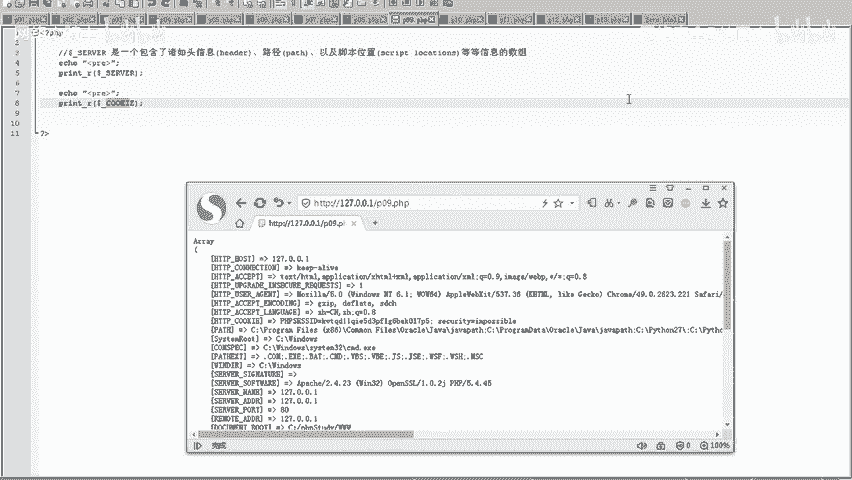 p09.php
<?php
//$_SERVER 是一个包含了诸如头信息(header)、路径(path)、以及脚本位置(script locations)等等信息的数组
echo "<pre>";
print_r($_SERVER);
echo "<pre>";
print_r($_COOKIE);
?>
http://127.0.0.1/p09.php
http://127.0.0.1/p09.p
Array
(
[HTTP_HOST] => 127.0.0.1
[HTTP_CONNECTION] => keep-alive
[HTTP_ACCEPT] => text/html,application/xhtml+xml,application/xml;q=0.9,image/webp,*/*;q=0.8
[HTTP_UPGRADE_INSECURE_REQUESTS] => 1
[HTTP_USER_AGENT] => Mozilla/5.0 (Windows NT 6.1; WOW64) AppleWebKit/537.36 (KHTML, like Gecko) Chrome/49.0.2623.221 Safari/
[HTTP_ACCEPT_ENCODING] => gzip, deflate, sdch
[HTTP_ACCEPT_LANGUAGE] => zh-CN,zh;q=0.8
[HTTP_COOKIE] => security=impossible
[PATH] => C:\Program Files (x86)\Common Files\Oracle\Java\javapath;C:\ProgramData\Oracle\Java\javapath;C:\Python27\;C:\Pytho
[SystemRoot] => C:\Windows
[COMSPEC] => C:\Windows\system32\cmd.exe
[PATHEXT] => .COM;.EXE;.BAT;.CMD;.VBS;.VBE;.JS;.JSE;.WSF;.WSH;.MSC
[WINDIR] => C:\Windows
[SERVER_SIGNATURE] =>
[SERVER_SOFTWARE] => Apache/2.4.23 (Win32) OpenSSL/1.0.2j PHP/5.4.45
[SERVER_NAME] => 127.0.0.1
[SERVER_ADDR] => 127.0.0.1
[SERVER_PORT] => 80
[REMOTE_ADDR] => 127.0.0.1
[DOCUMENT_ROOT] => C:/phpStudy/WWW
完成
0
100%